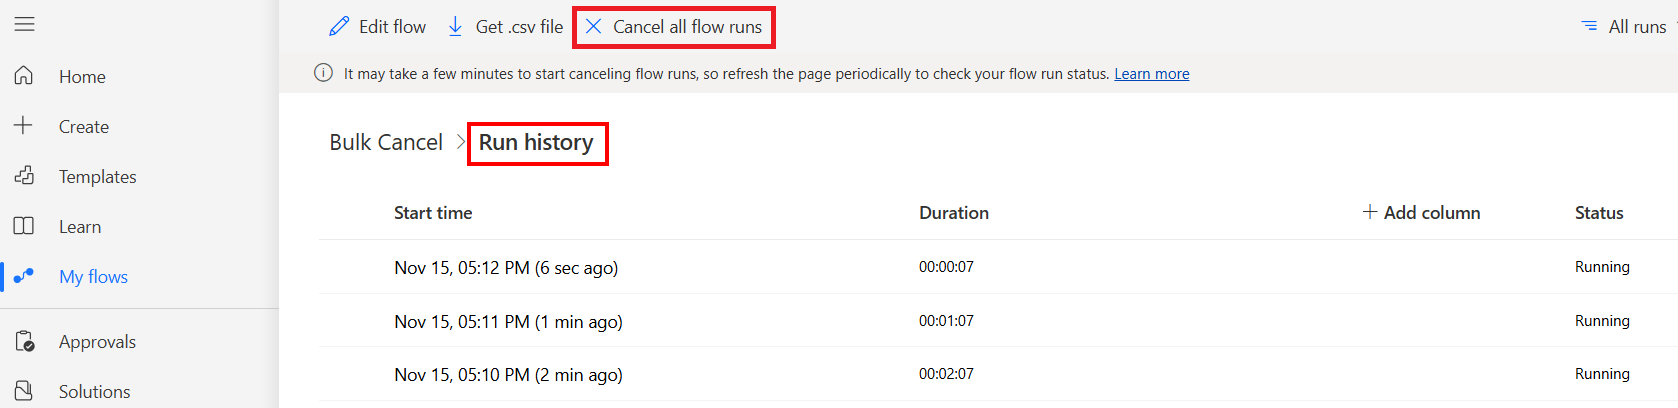 Edit flow Get .csv file Cancel all flow runs All runs
It may take a few minutes to start canceling flow runs, so refresh the page periodically to check your flow run status. Learn more
Home
Create
Templates
Learn
My flows
Approvals
Solutions
Bulk Cancel > Run history
Start time Duration + Add column Status
Nov 15, 05:12 PM (6 sec ago) 00:00:07 Running
Nov 15, 05:11 PM (1 min ago) 00:01:07 Running
Nov 15, 05:10 PM (2 min ago) 00:02:07 Running